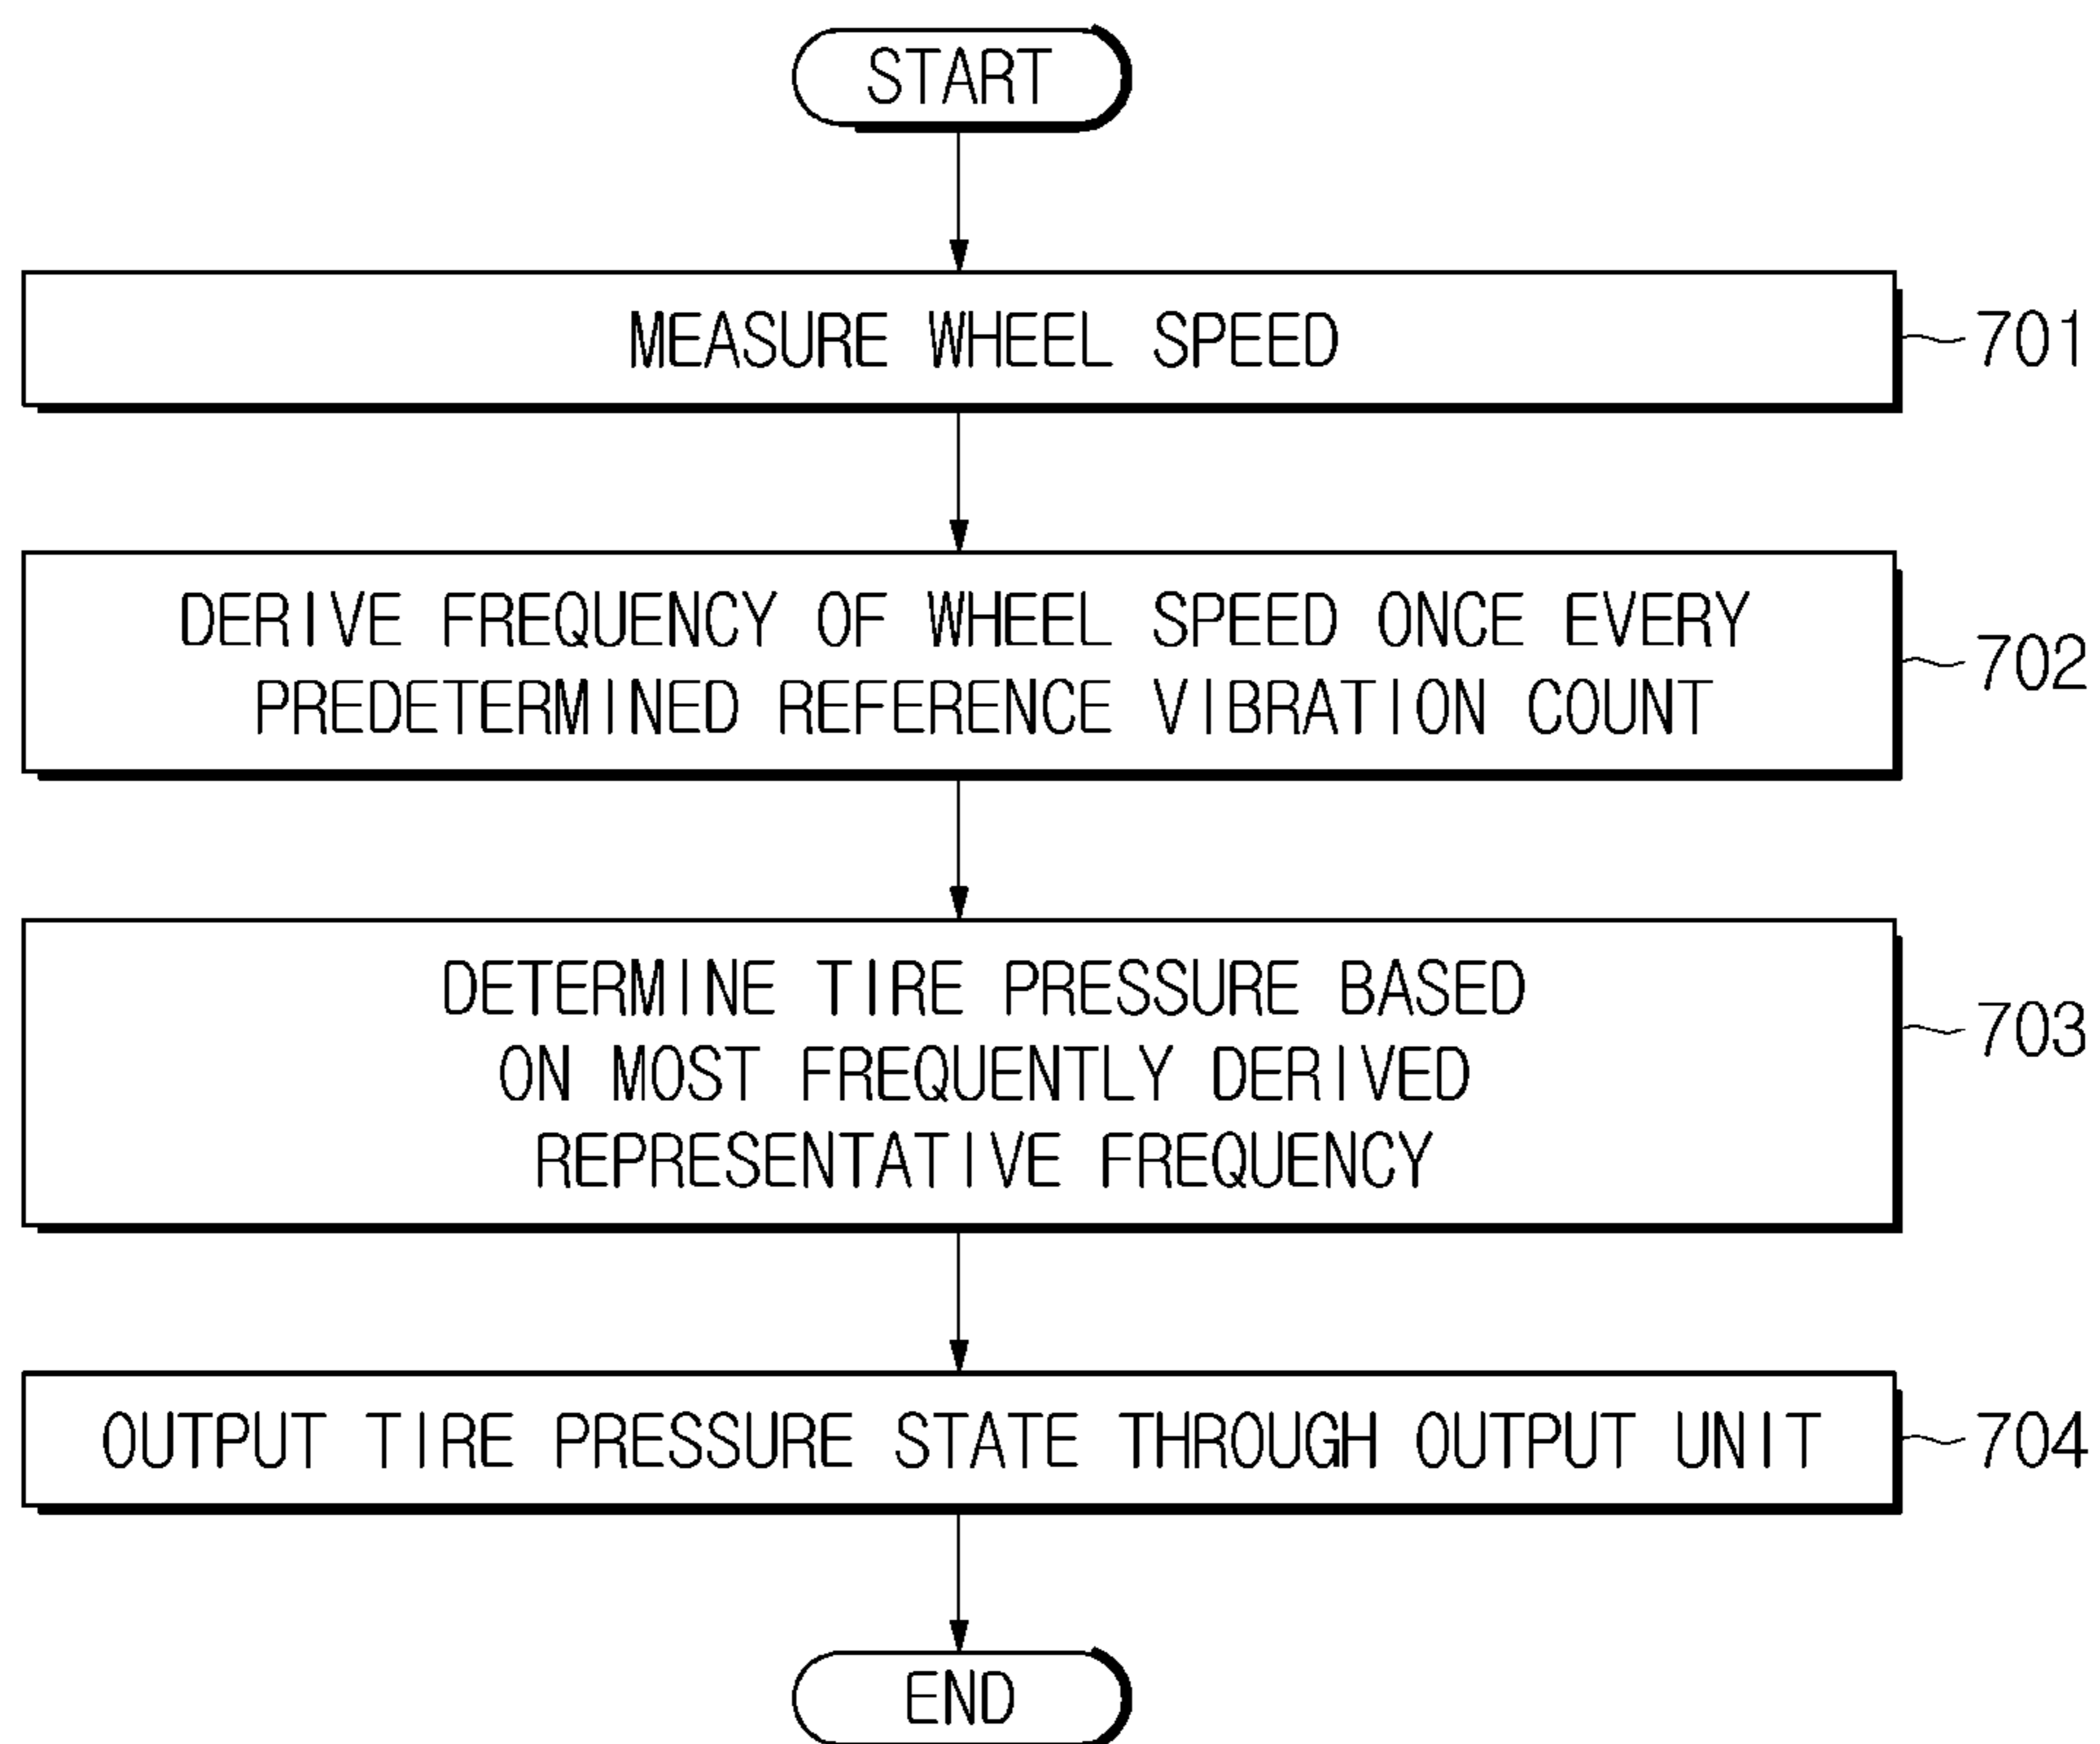 START
MEASURE WHEEL SPEED
701
DERIVE FREQUENCY OF WHEEL SPEED ONCE EVERY
PREDETERMINED REFERENCE VIBRATION COUNT
702
DETERMINE TIRE PRESSURE BASED
ON MOST FREQUENTLY DERIVED
REPRESENTATIVE FREQUENCY
703
OUTPUT TIRE PRESSURE STATE THROUGH OUTPUT UNIT
704
END